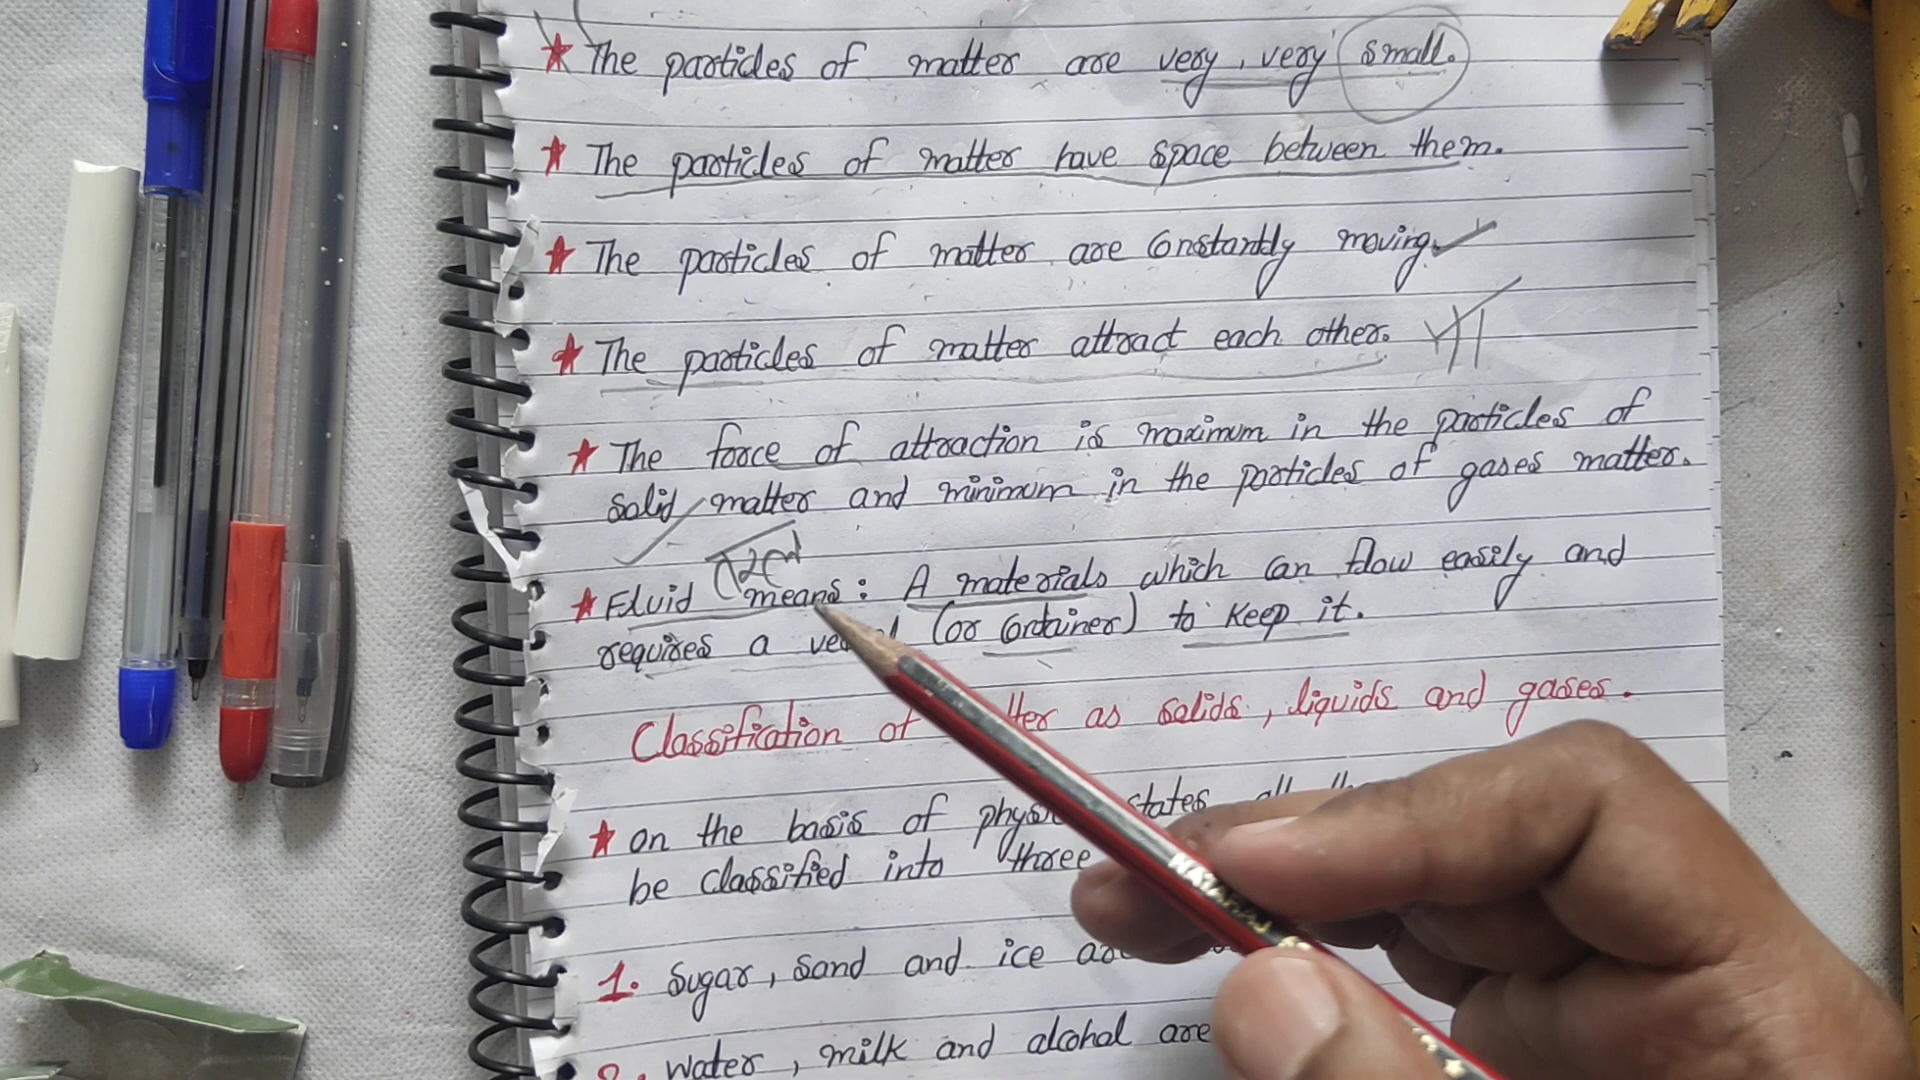 The particles of matter are very, very small.
The particles of matter have space between them.
The particles of matter are Constantly moving.
The particles of matter attract each other.
The force of attraction is maximum in the particles of
solid matter and minimum in the particles of gases matter.
Fluid means: A materials which can flow easily and
requires a (or Container) to keep it.
Classification of as solids, liquids and gases.
on the basis of states all
be classified into three
1. Sugar, sand and ice
2. Water, milk and alcohol are
NATARAJ